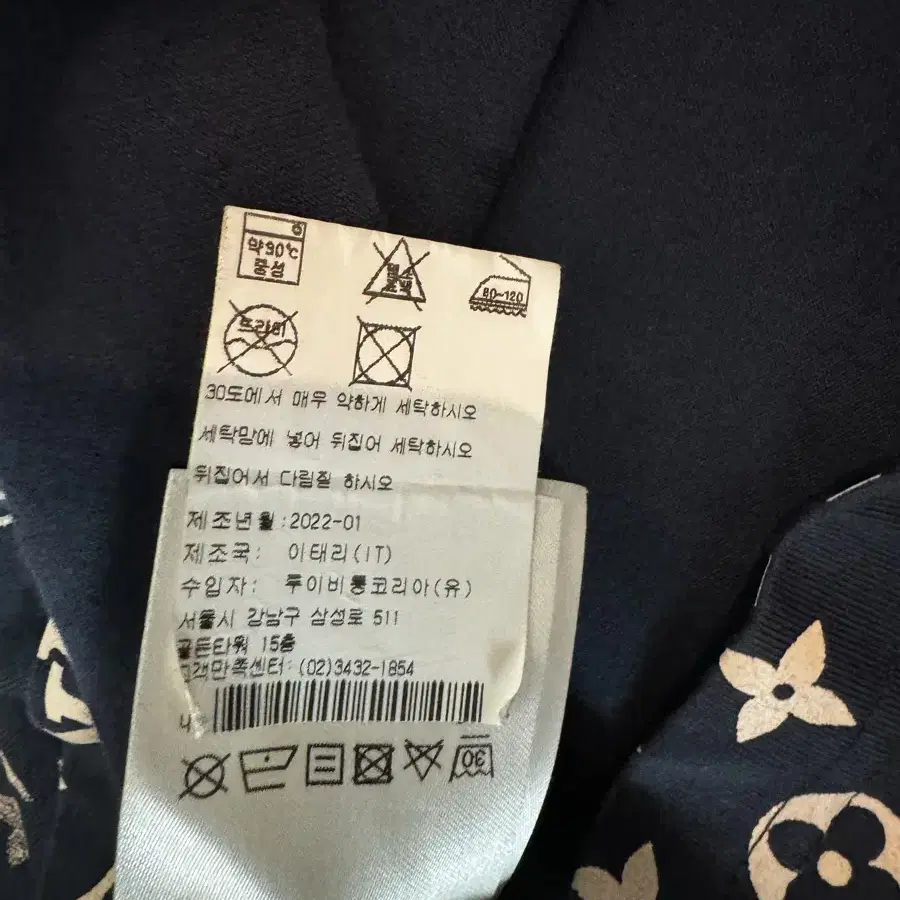 약30℃
중성
염소
표백
80~120
드라이
30도에서 매우 약하게 세탁하시오
세탁망에 넣어 뒤집어 세탁하시오
뒤집어서 다림질 하시오
제조년월:2022-01
제조국: 이태리(IT)
수입자: 루이비통코리아(유)
서울시 강남구 삼성로 511
골든타워 15층
고객만족센터:(02)3432-1854
30